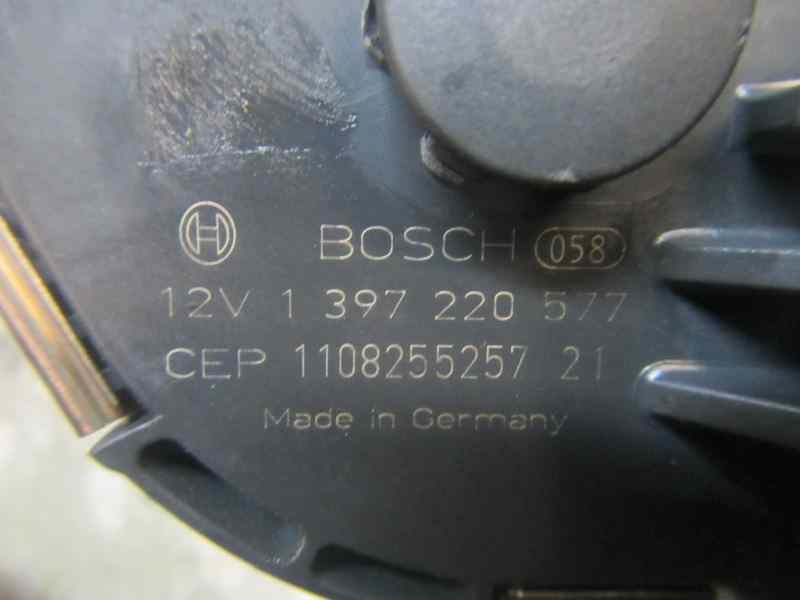 BOSCH 058
12V 1 397 220 577
CEP 1108255257 21
Made in Germany